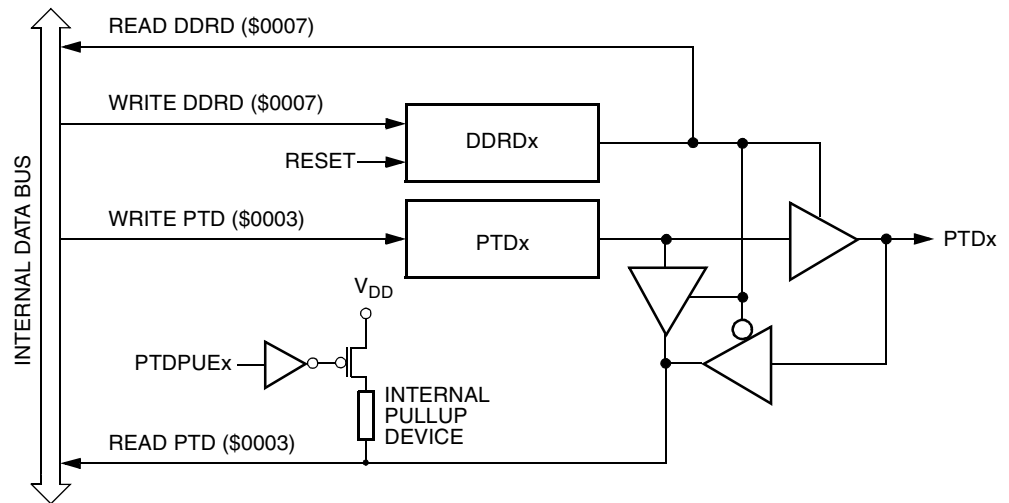 READ DDRD ($0007)
WRITE DDRD ($0007)
DDRDx
RESET
WRITE PTD ($0003)
PTDx
PTDx
VDD
PTDPUEx
INTERNAL
PULLUP
DEVICE
READ PTD ($0003)
INTERNAL DATA BUS